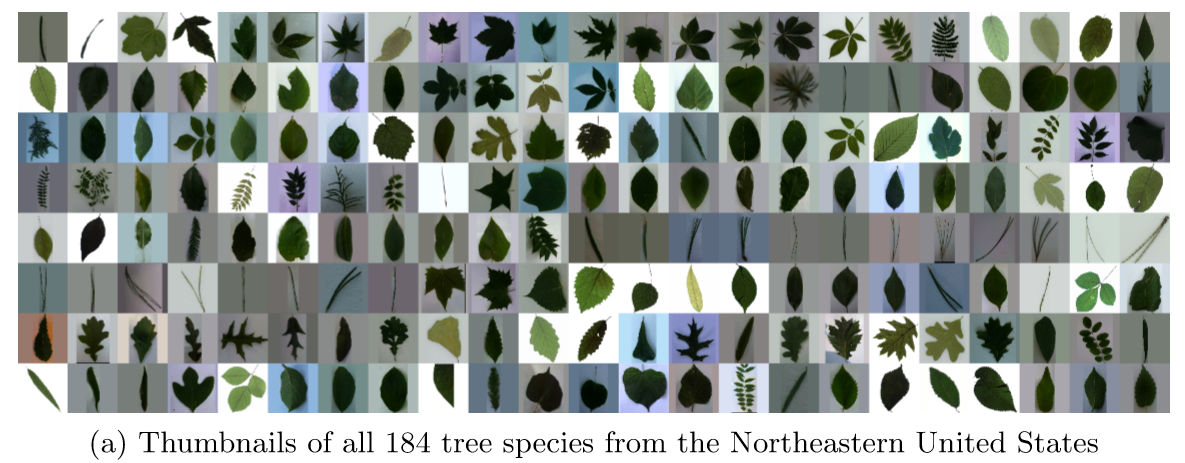 (a) Thumbnails of all 184 tree species from the Northeastern United States